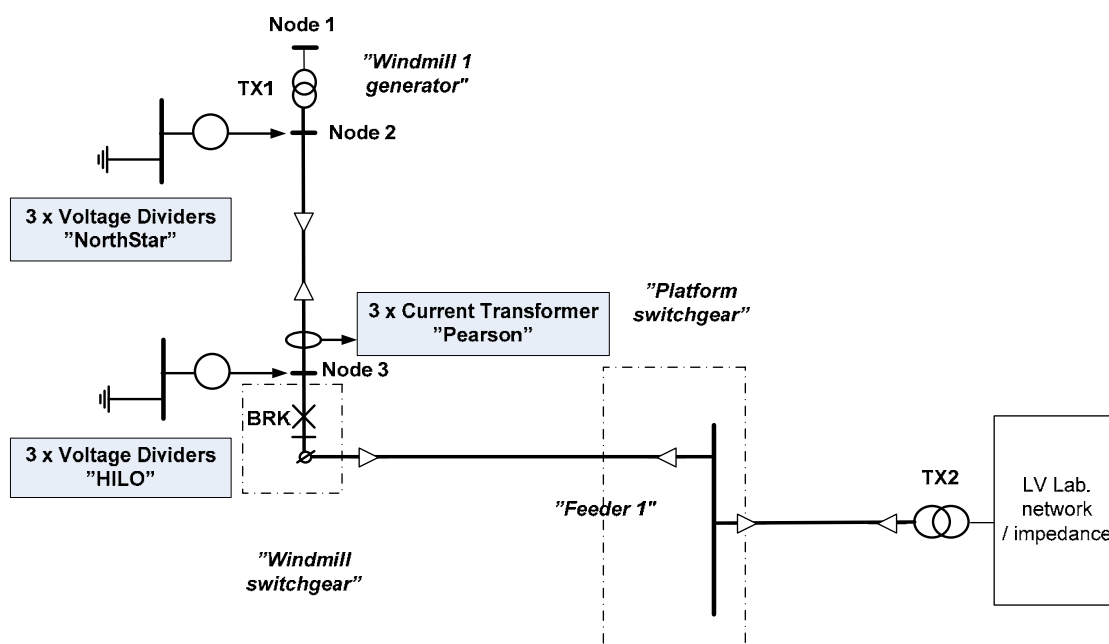 Node 1
TX1
”Windmill 1
generator"
Node 2
3 x Voltage Dividers
”NorthStar”
3 x Current Transformer
”Pearson”
”Platform
switchgear”
Node 3
BRK
3 x Voltage Dividers
”HILO”
”Feeder 1"
TX2
LV Lab.
network
/ impedance
”Windmill
switchgear”